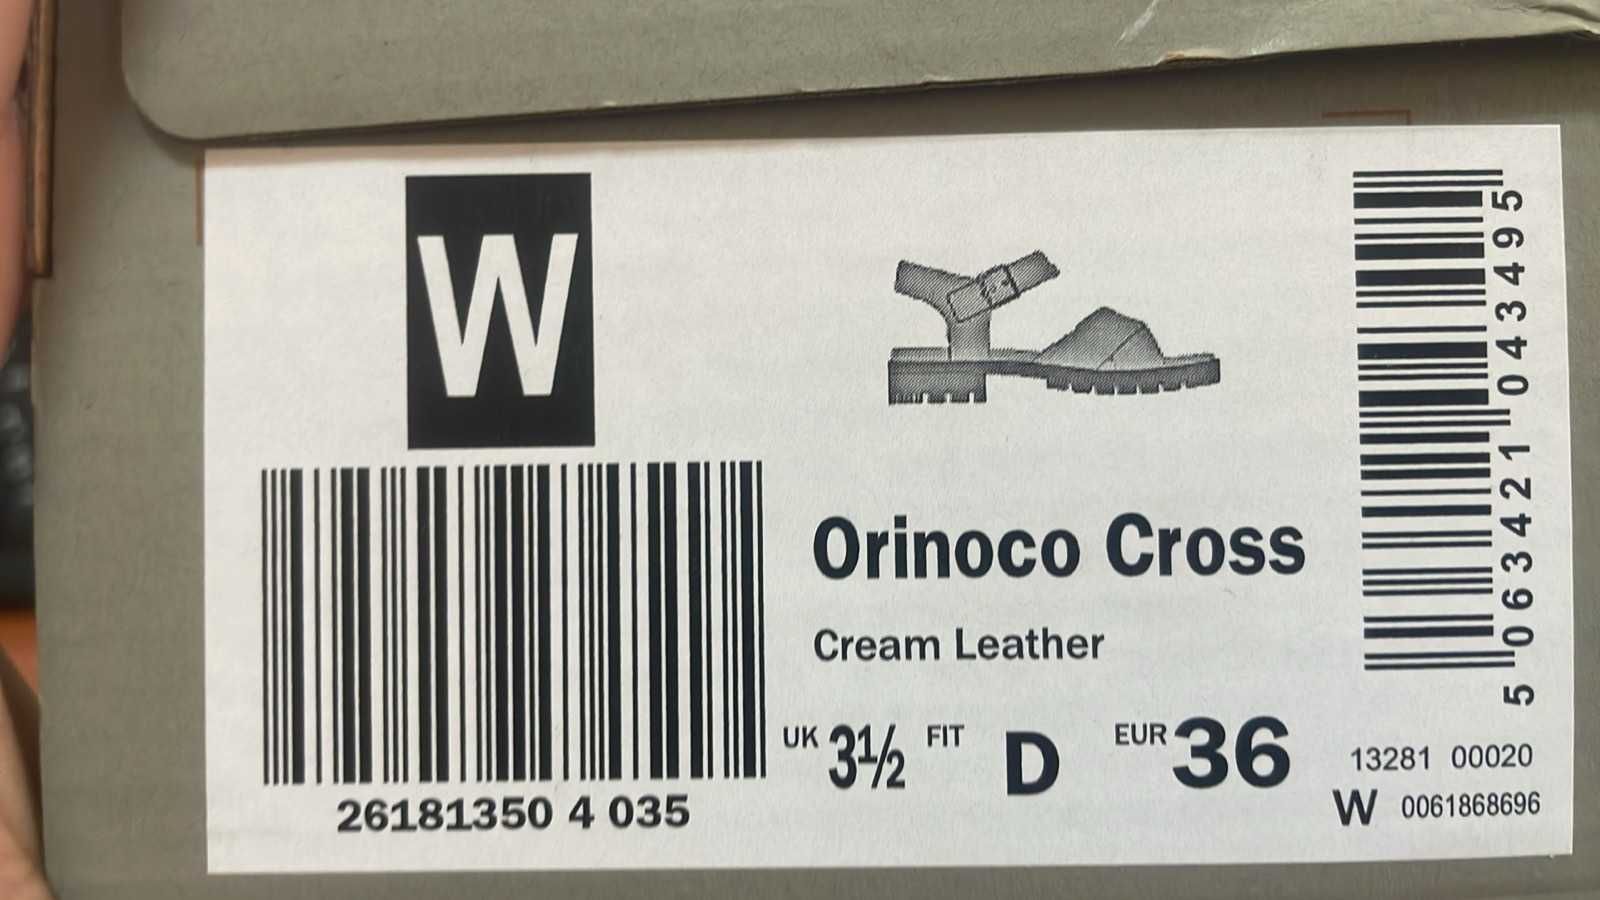 W
26181350 4 035
Orinoco Cross
Cream Leather
UK 3½ FIT D EUR 36
5 063421 043495
13281 00020
W 0061868696